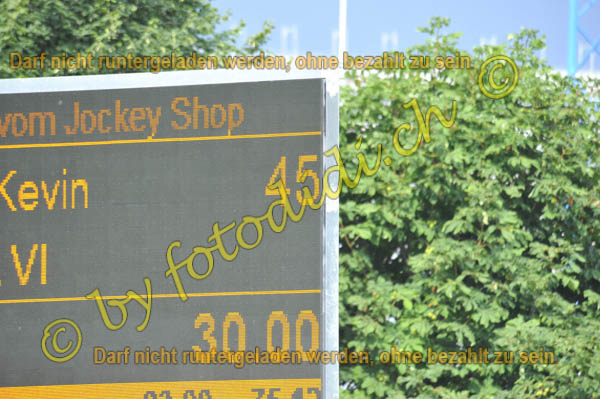 Darf nicht runtergeladen werden, ohne bezahlt zu sein.
vom Jockey Shop
Kevin 45
VI
© by fotodidi.ch ©
30.00
Darf nicht runtergeladen werden, ohne bezahlt zu sein